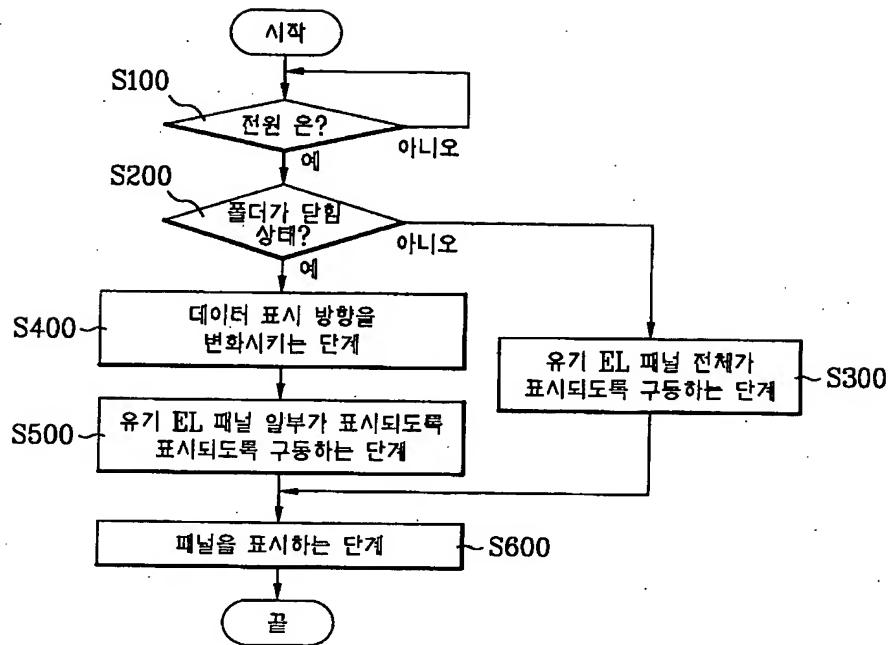 시작
S100
전원 온?
아니오
예
S200
폴더가 닫힘
상태?
아니오
예
S400
데이터 표시 방향을
변화시키는 단계
유기 EL 패널 전체가
표시되도록 구동하는 단계
S300
S500
유기 EL 패널 일부가 표시되도록
표시되도록 구동하는 단계
패널을 표시하는 단계
S600
끝